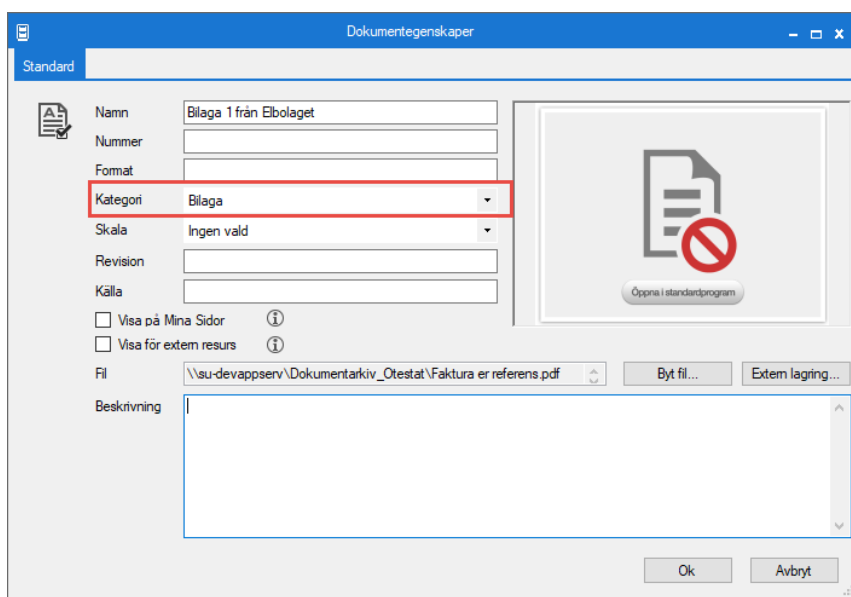 Dokumentegenskaper
Standard
Namn Bilaga 1 från Elbolaget
Nummer
Format
Kategori Bilaga
Skala Ingen vald
Revision
Källa
Öppna i standardprogram
Visa på Mina Sidor
Visa för extern resurs
Fil \\su-devappserv\Dokumentarkiv_Otestat\Faktura er referens.pdf Byt fil... Extern lagring...
Beskrivning
Ok Avbryt